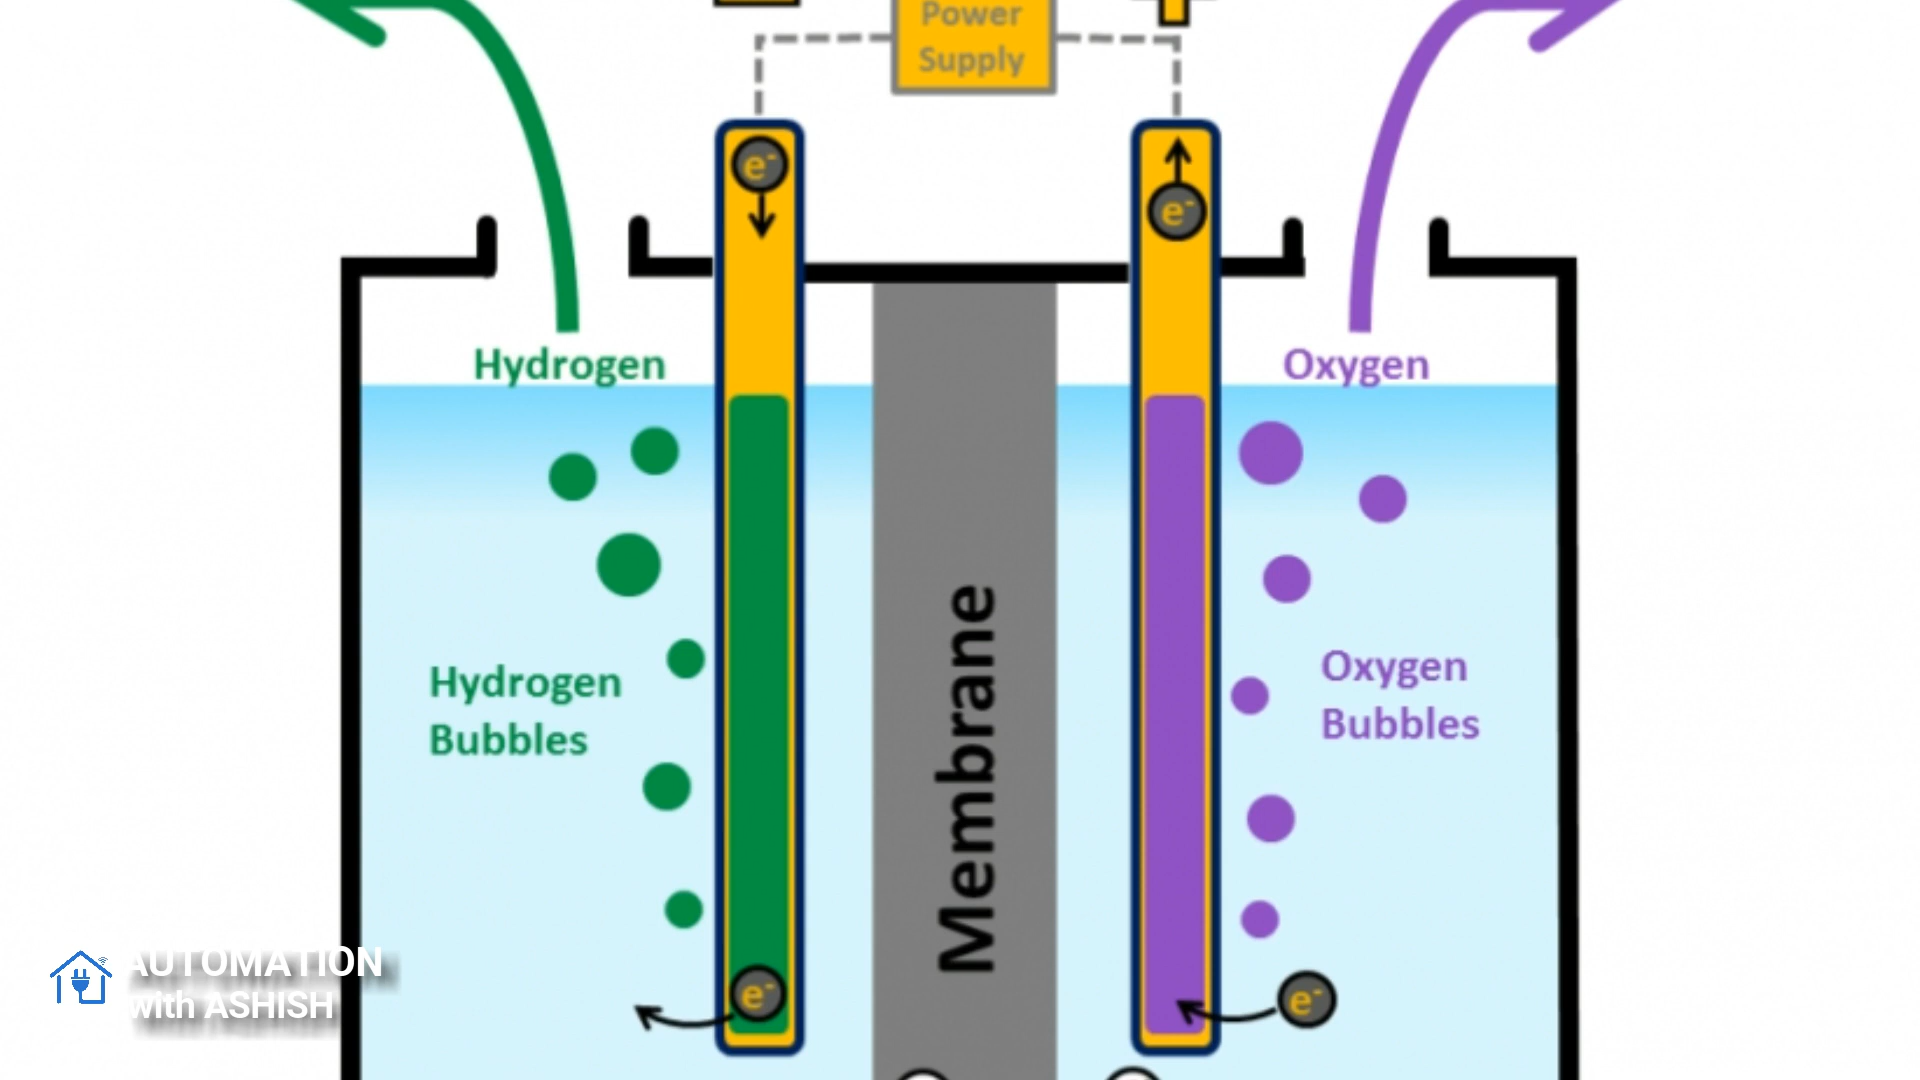 Power
Supply
e-
e-
Hydrogen
Oxygen
Hydrogen
Bubbles
Membrane
Oxygen
Bubbles
AUTOMATION
with ASHISH
e-
e-